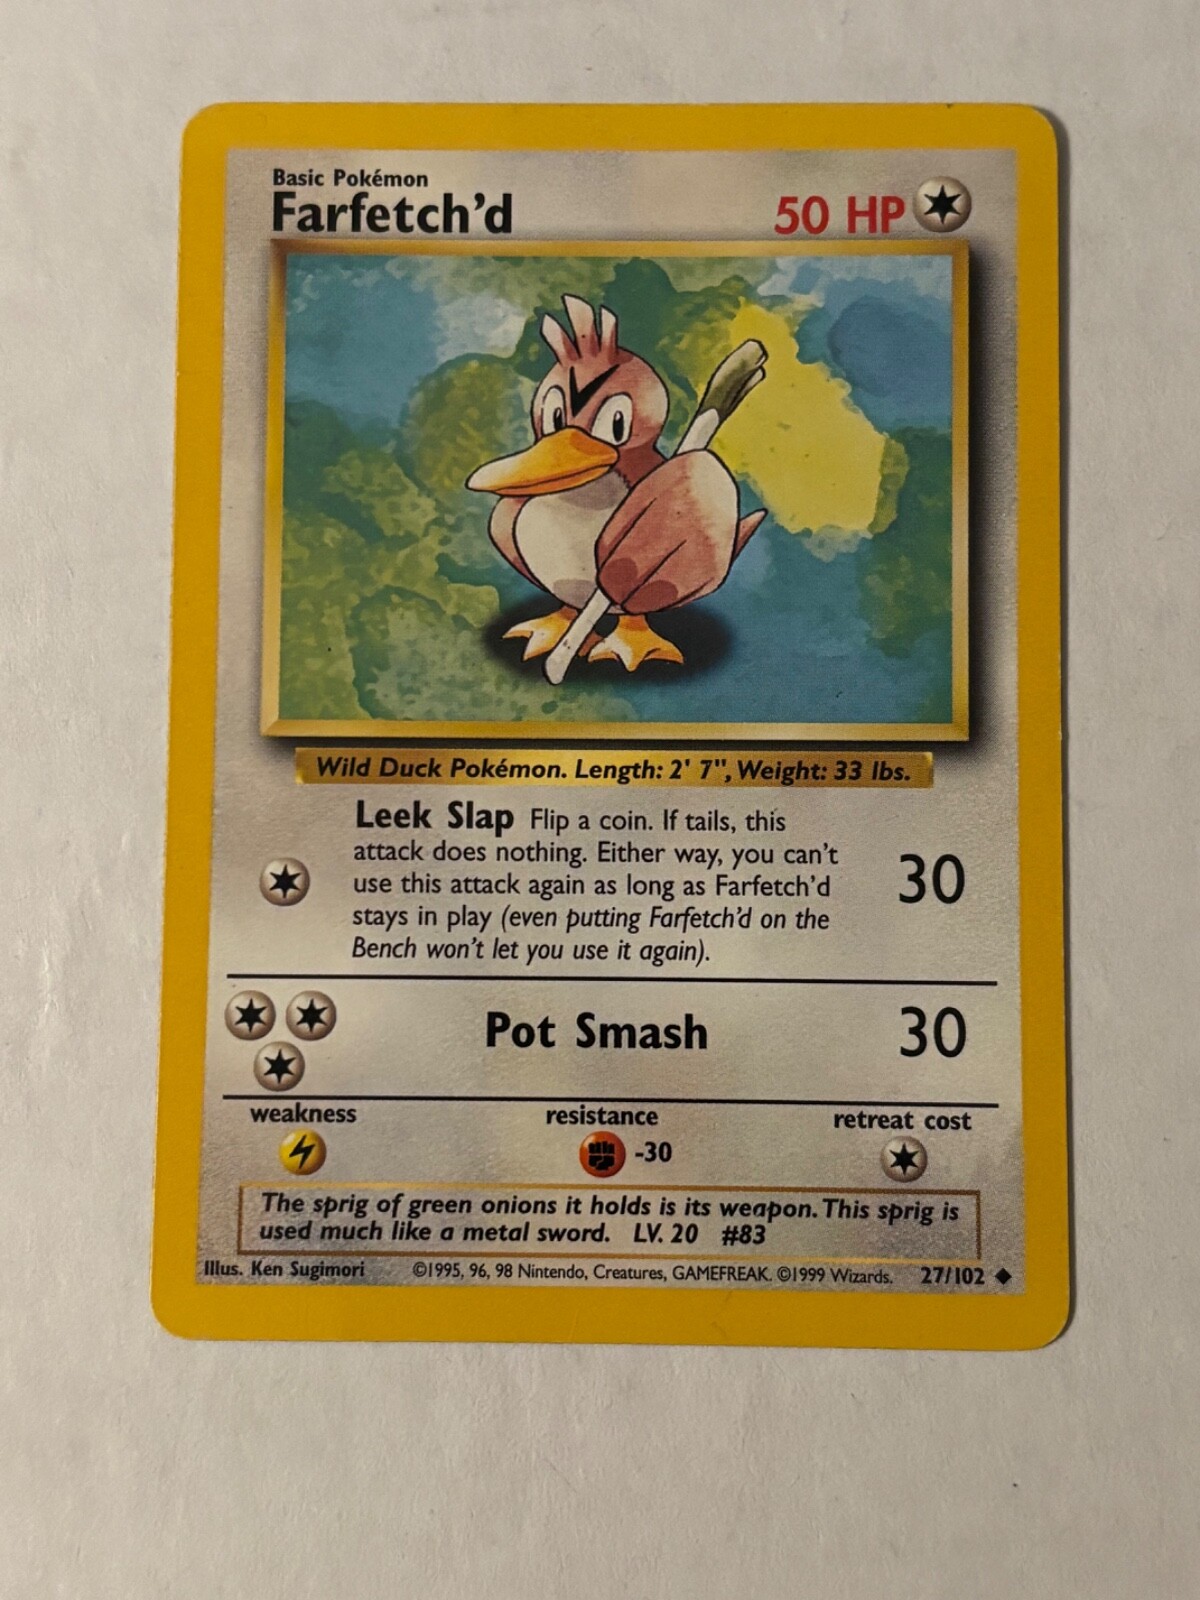 Basic Pokémon
Farfetch'd
50 HP
Wild Duck Pokémon. Length: 2' 7", Weight: 33 lbs.
Leek Slap Flip a coin. If tails, this
attack does nothing. Either way, you can't
use this attack again as long as Farfetch'd
stays in play (even putting Farfetch'd on the
Bench won't let you use it again).
30
Pot Smash
30
weakness
resistance
retreat cost
-30
The sprig of green onions it holds is its weapon. This sprig is
used much like a metal sword. LV. 20 #83
Illus. Ken Sugimori ©1995, 96, 98 Nintendo, Creatures, GAMEFREAK. ©1999 Wizards. 27/102